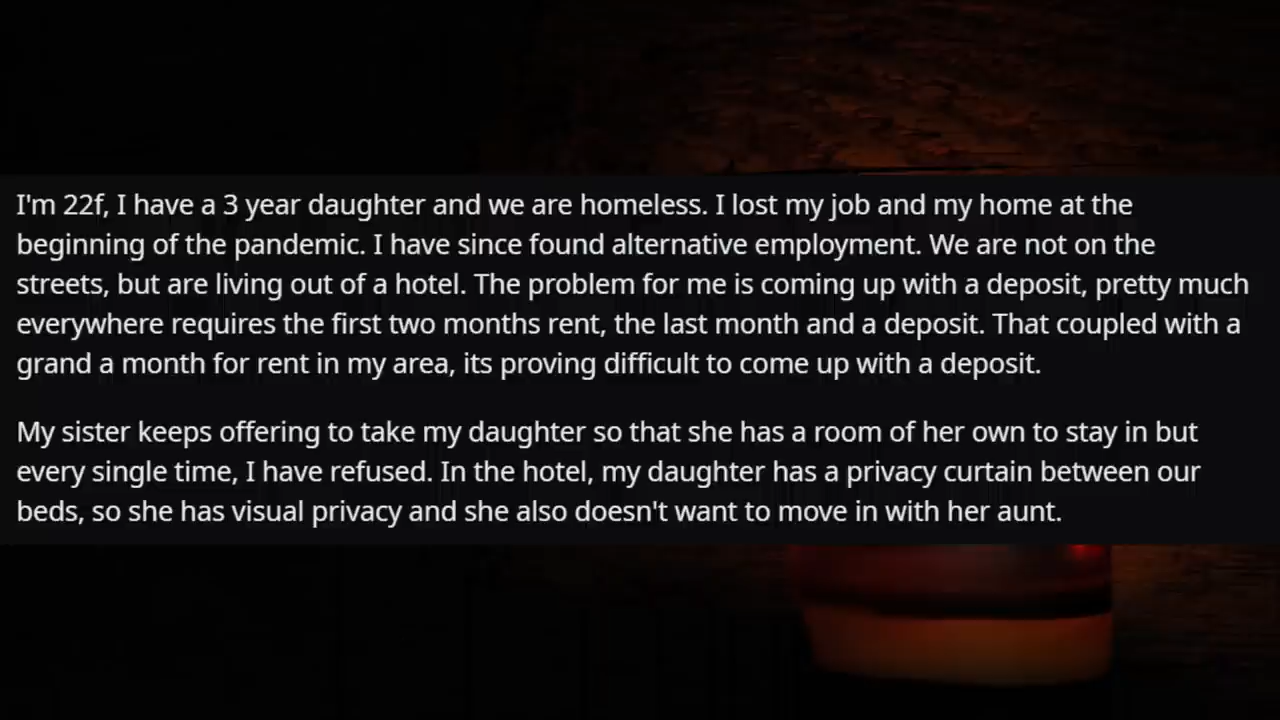 I'm 22f, I have a 3 year daughter and we are homeless. I lost my job and my home at the
beginning of the pandemic. I have since found alternative employment. We are not on the
streets, but are living out of a hotel. The problem for me is coming up with a deposit, pretty much
everywhere requires the first two months rent, the last month and a deposit. That coupled with a
grand a month for rent in my area, its proving difficult to come up with a deposit.
My sister keeps offering to take my daughter so that she has a room of her own to stay in but
every single time, I have refused. In the hotel, my daughter has a privacy curtain between our
beds, so she has visual privacy and she also doesn't want to move in with her aunt.